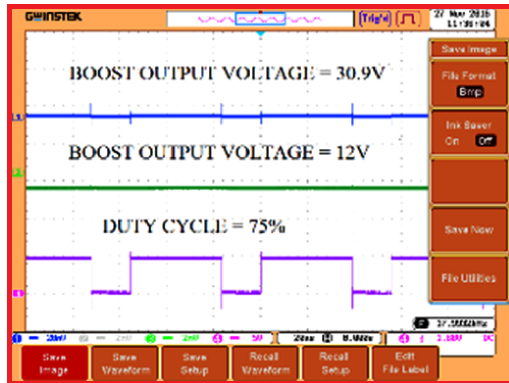 GWINSTEK
Trig'd
27 Nov 2016
Save Image
BOOST OUTPUT VOLTAGE = 30.9V
File Format
Bmp
Ink Saver
On Off
BOOST OUTPUT VOLTAGE = 12V
DUTY CYCLE = 75%
Save Now
File Utilities
Save Image
Save Waveform
Save Setup
Recall Waveform
Recall Setup
Edit File Label